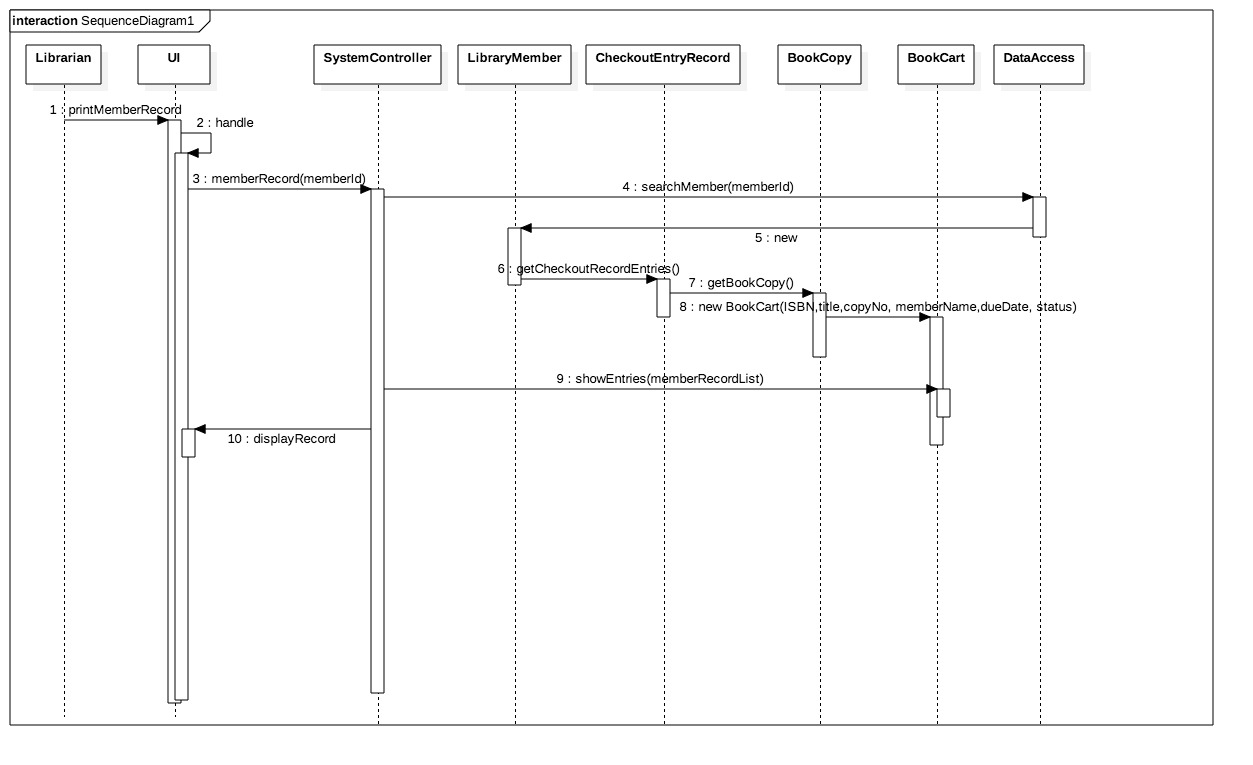 interaction SequenceDiagram1
Librarian
UI
SystemController
LibraryMember
CheckoutEntryRecord
BookCopy
BookCart
DataAccess
1 : printMemberRecord
2 : handle
3 : memberRecord(memberId)
4 : searchMember(memberId)
5 : new
6 : getCheckoutRecordEntries()
7 : getBookCopy()
8 : new BookCart(ISBN,title,copyNo, memberName,dueDate, status)
9 : showEntries(memberRecordList)
10 : displayRecord